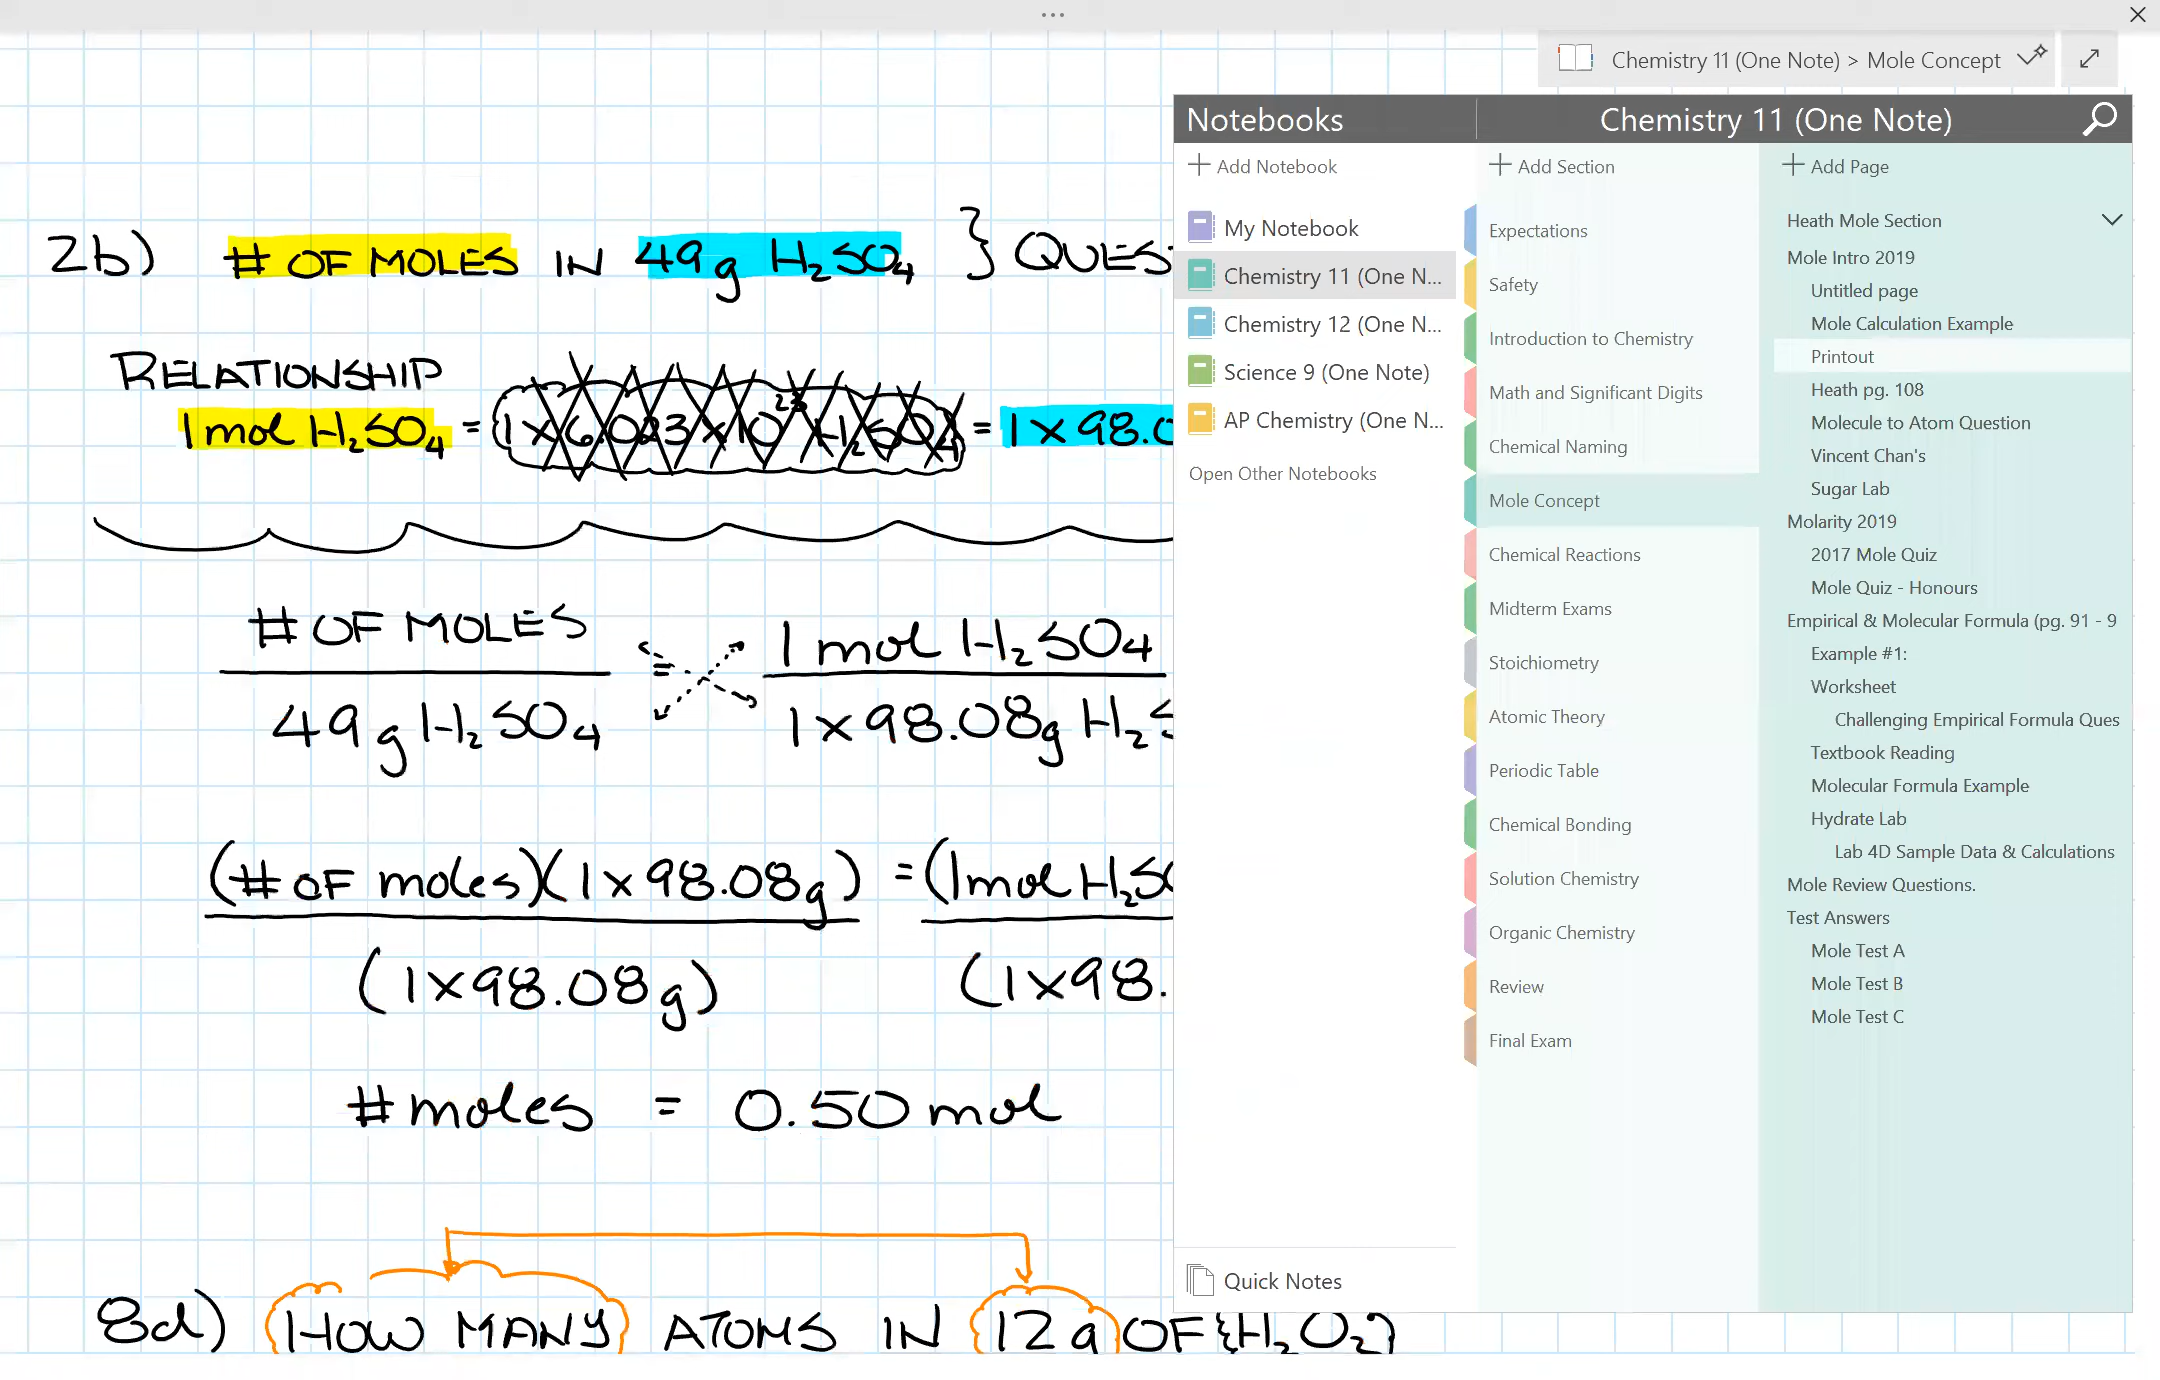 Chemistry 11 (One Note) > Mole Concept
Notebooks
Chemistry 11 (One Note)
Add Notebook
My Notebook
Chemistry 11 (One N...
Chemistry 12 (One N...
Science 9 (One Note)
AP Chemistry (One N...
Open Other Notebooks
Quick Notes
Add Section
Expectations
Safety
Introduction to Chemistry
Math and Significant Digits
Chemical Naming
Mole Concept
Chemical Reactions
Midterm Exams
Stoichiometry
Atomic Theory
Periodic Table
Chemical Bonding
Solution Chemistry
Organic Chemistry
Review
Final Exam
Add Page
Heath Mole Section
Mole Intro 2019
Untitled page
Mole Calculation Example
Printout
Heath pg. 108
Molecule to Atom Question
Vincent Chan's
Sugar Lab
Molarity 2019
2017 Mole Quiz
Mole Quiz - Honours
Empirical & Molecular Formula (pg. 91 - 9
Example #1:
Worksheet
Challenging Empirical Formula Ques
Textbook Reading
Molecular Formula Example
Hydrate Lab
Lab 4D Sample Data & Calculations
Mole Review Questions.
Test Answers
Mole Test A
Mole Test B
Mole Test C
2b) # OF MOLES IN 49g H₂SO₄ } QUES
RELATIONSHIP
1mol H₂SO₄ = (1 x 6.023 x 10²³ H₂SO₄) = 1 x 98.0
# OF MOLES = 1 mol H₂SO₄
49g H₂SO₄ 1 x 98.08g H₂S
(# OF moles)(1 x 98.08g) = (1mol H₂SO
(1x98.08g) (1x98.
#moles = 0.50 mol
8d) (HOW MANY) ATOMS IN (12g) OF {H₂O₂}